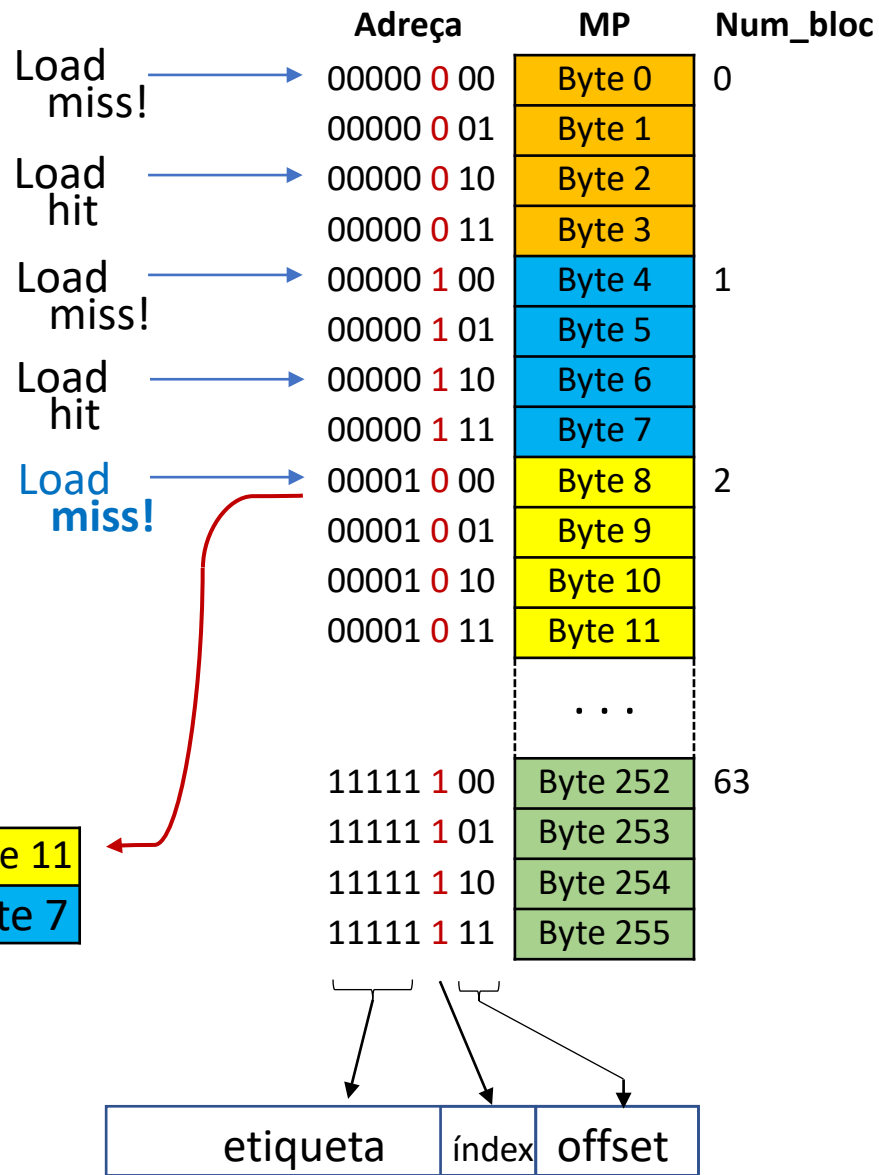 Adreça MP Num_bloc
Load miss! 00000 0 00 Byte 0 0
00000 0 01 Byte 1
Load hit 00000 0 10 Byte 2
00000 0 11 Byte 3
Load miss! 00000 1 00 Byte 4 1
00000 1 01 Byte 5
Load hit 00000 1 10 Byte 6
00000 1 11 Byte 7
Load miss! 00001 0 00 Byte 8 2
00001 0 01 Byte 9
00001 0 10 Byte 10
00001 0 11 Byte 11
. . .
11111 1 00 Byte 252 63
11111 1 01 Byte 253
e 11 11111 1 10 Byte 254
te 7 11111 1 11 Byte 255
etiqueta índex offset